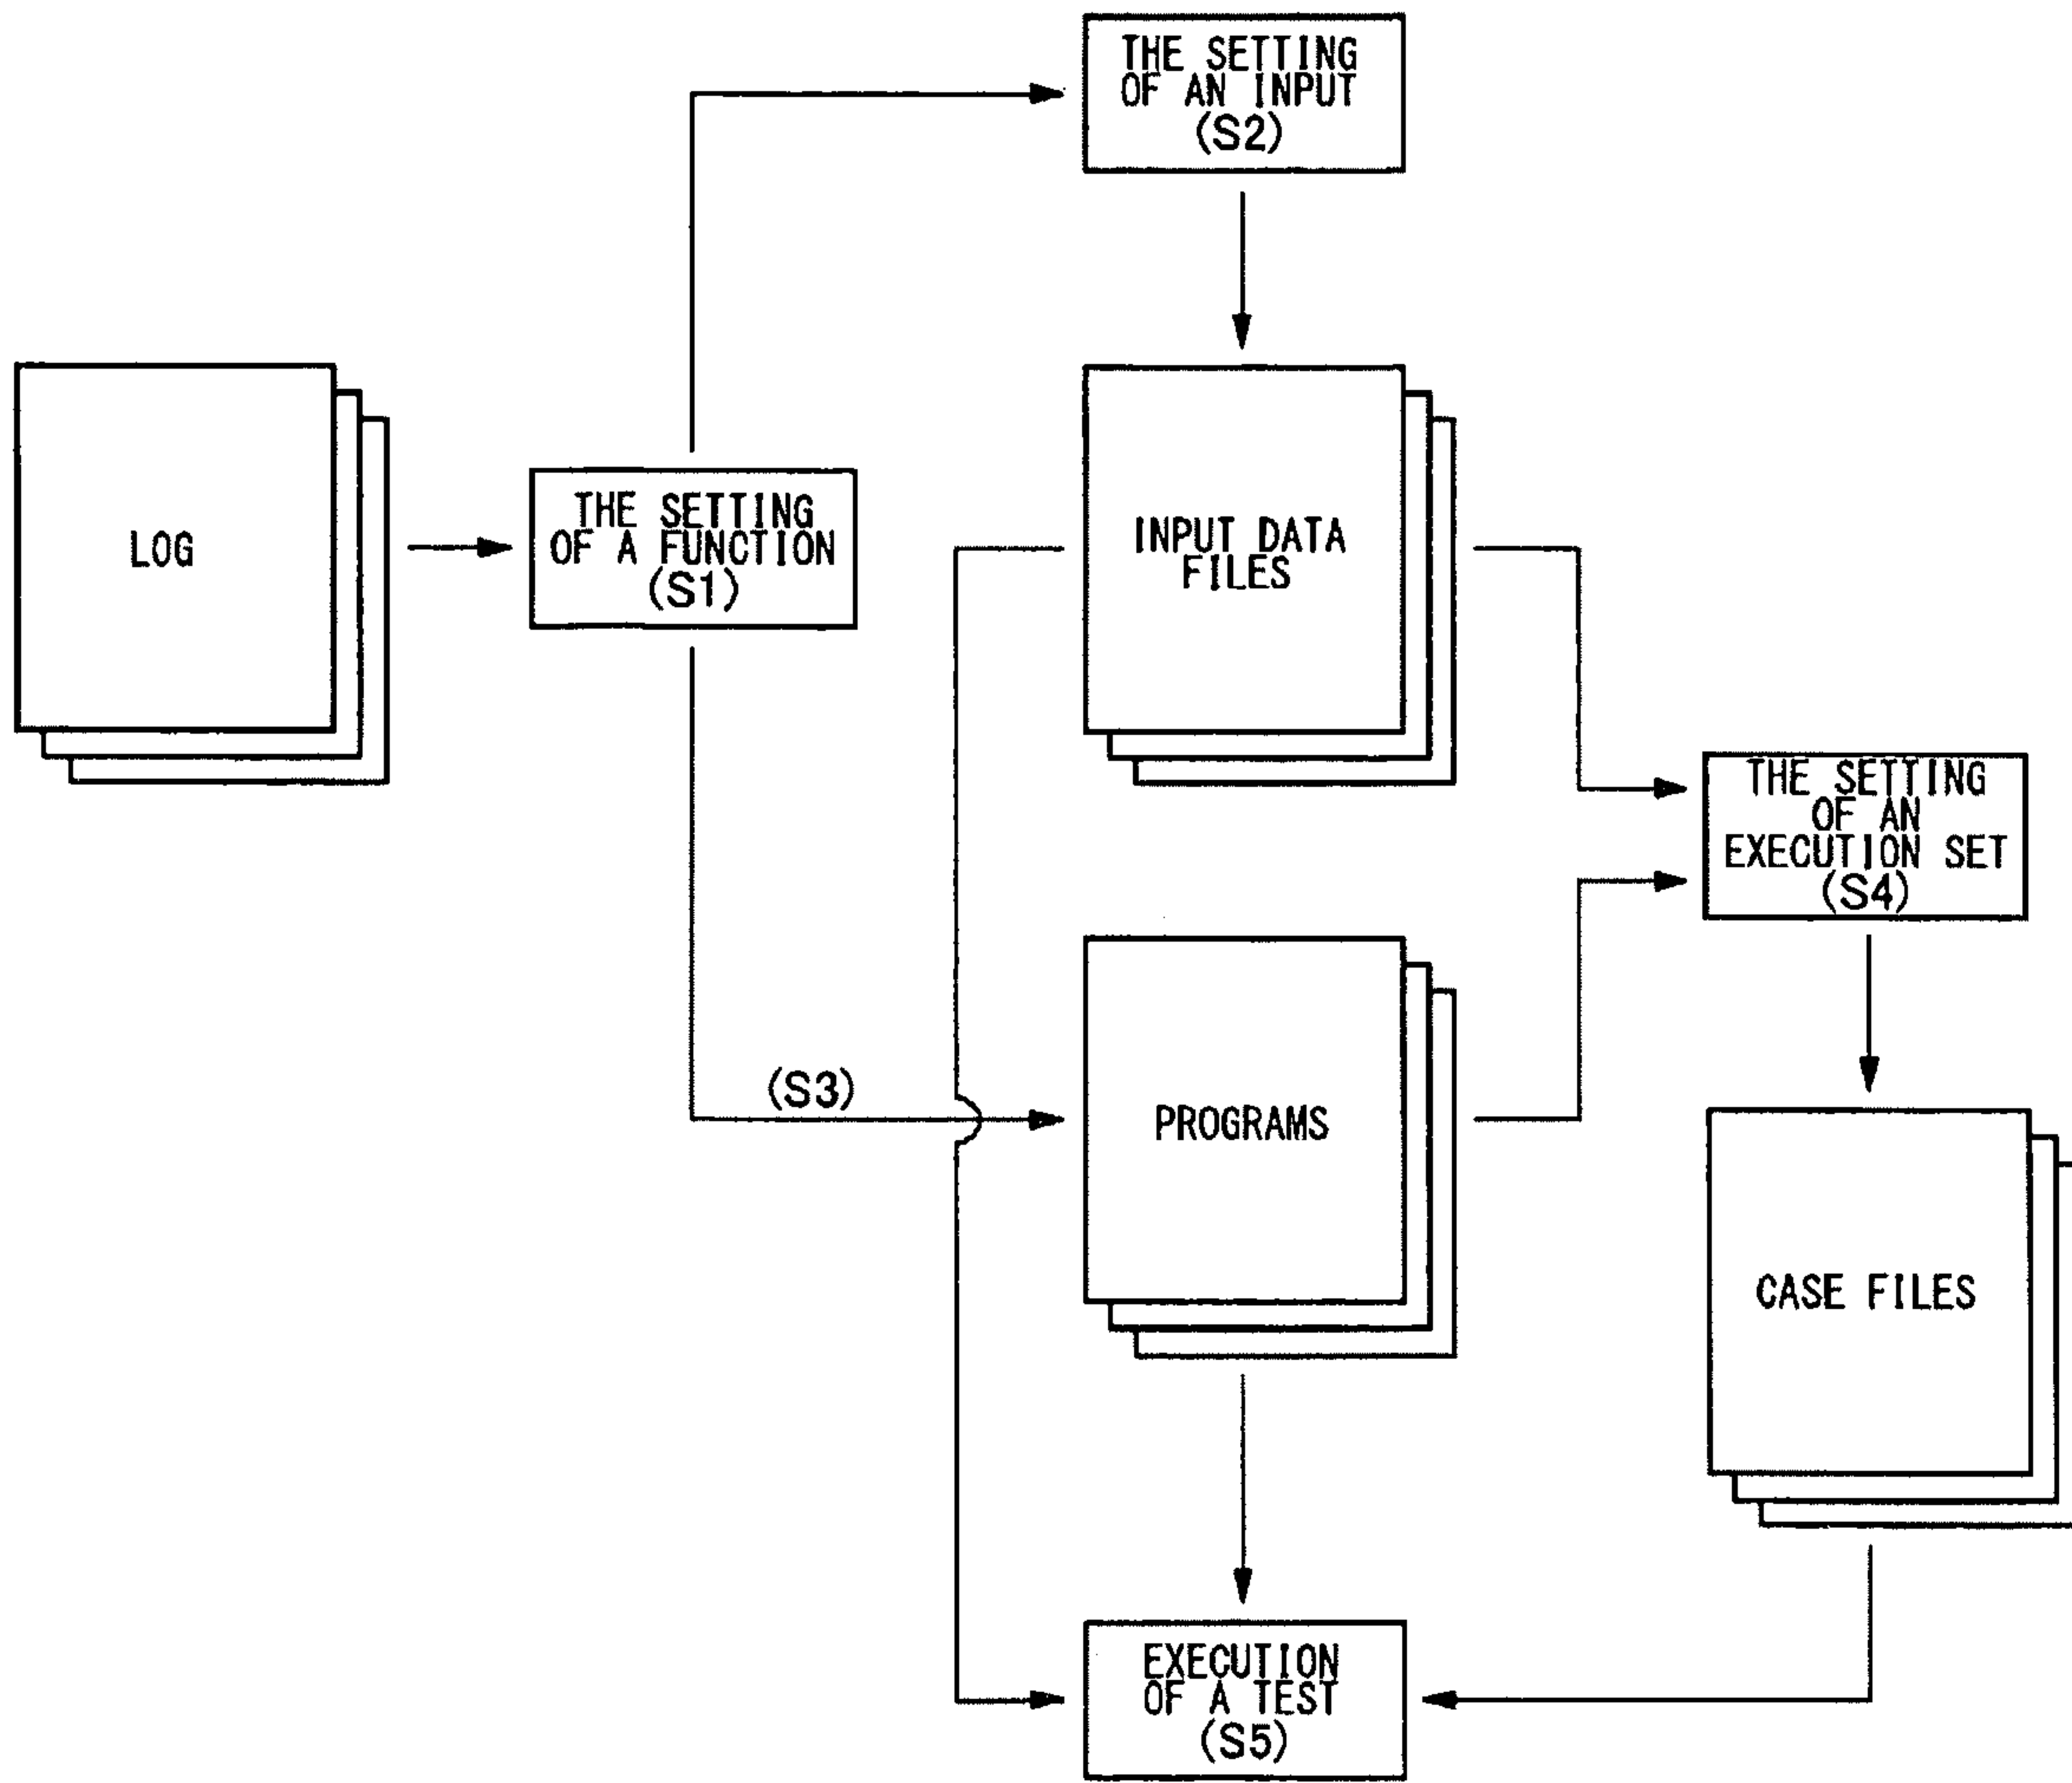 THE SETTING
OF AN INPUT
(S2)
LOG
THE SETTING
OF A FUNCTION
(S1)
INPUT DATA
FILES
THE SETTING
OF AN
EXECUTION SET
(S4)
(S3)
PROGRAMS
CASE FILES
EXECUTION
OF A TEST
(S5)